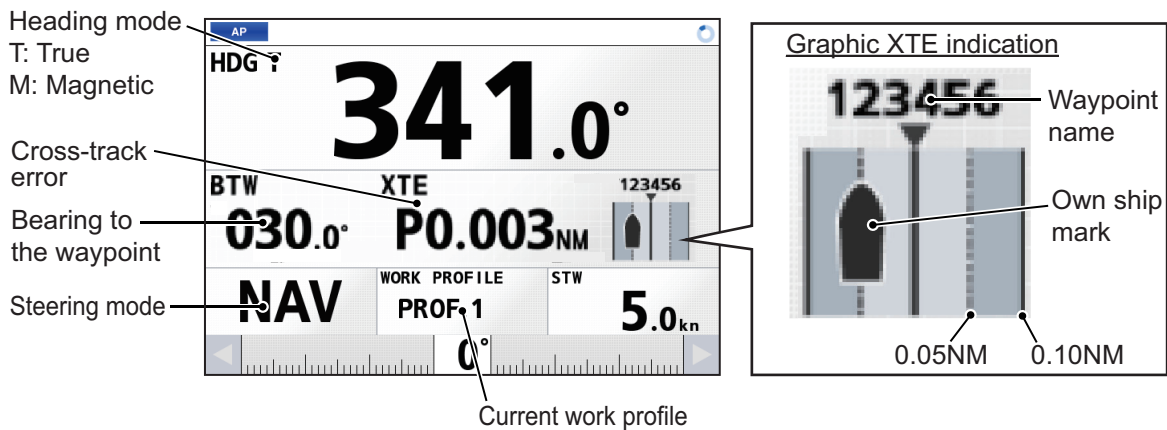 Heading mode
T: True
M: Magnetic
Cross-track
error
Bearing to
the waypoint
Steering mode
AP
HDG T
341.0°
BTW
030.0°
XTE
P0.003NM
123456
NAV
WORK PROFILE
PROF 1
STW
5.0kn
0°
Current work profile
Graphic XTE indication
123456
Waypoint
name
Own ship
mark
0.05NM
0.10NM